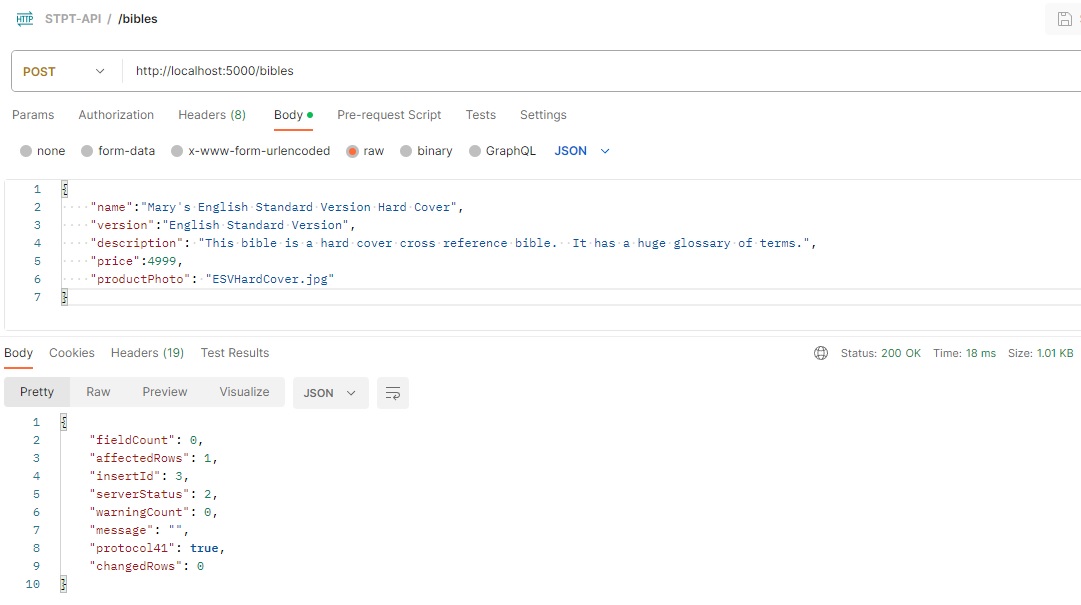 HTTP STPT-API / /bibles
POST http://localhost:5000/bibles
Params Authorization Headers (8) Body Pre-request Script Tests Settings
none form-data x-www-form-urlencoded raw binary GraphQL JSON
1 {
2 "name":"Mary's English Standard Version Hard Cover",
3 "version":"English Standard Version",
4 "description": "This bible is a hard cover cross reference bible.  It has a huge glossary of terms.",
5 "price":4999,
6 "productPhoto": "ESVHardCover.jpg"
7 }
Body Cookies Headers (19) Test Results Status: 200 OK Time: 18 ms Size: 1.01 KB
Pretty Raw Preview Visualize JSON
1 {
2 "fieldCount": 0,
3 "affectedRows": 1,
4 "insertId": 3,
5 "serverStatus": 2,
6 "warningCount": 0,
7 "message": "",
8 "protocol41": true,
9 "changedRows": 0
10 }